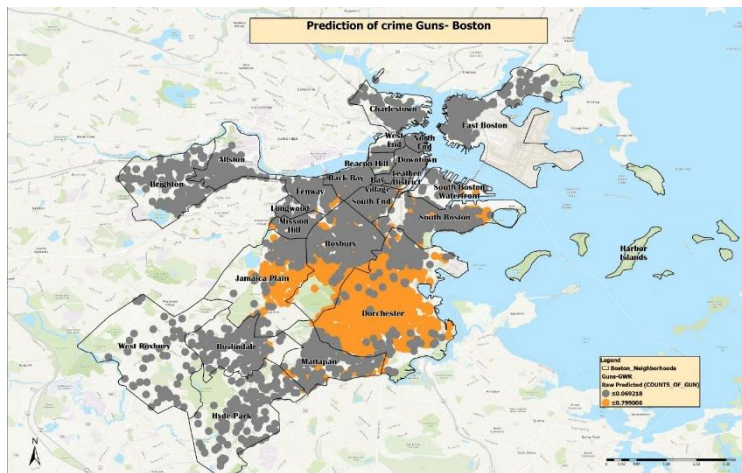 Prediction of crime Guns- Boston
Charlestown
East Boston
West
End
North
End
Allston
Beacon Hill
Downtown
Brighton
Back Bay
Leather
District
Bay
Village
Fenway
South Boston
Waterfront
South End
Longwood
South Boston
Mission
Hill
Roxbury
Harbor
Islands
Jamaica Plain
Dorchester
West Roxbury
Roslindale
Mattapan
Hyde Park
Legend
Boston_Neighborhoods
Guns-GWR
Raw Predicted (COUNTS_OF_GUN)
≤0.069218
≤0.799008
N